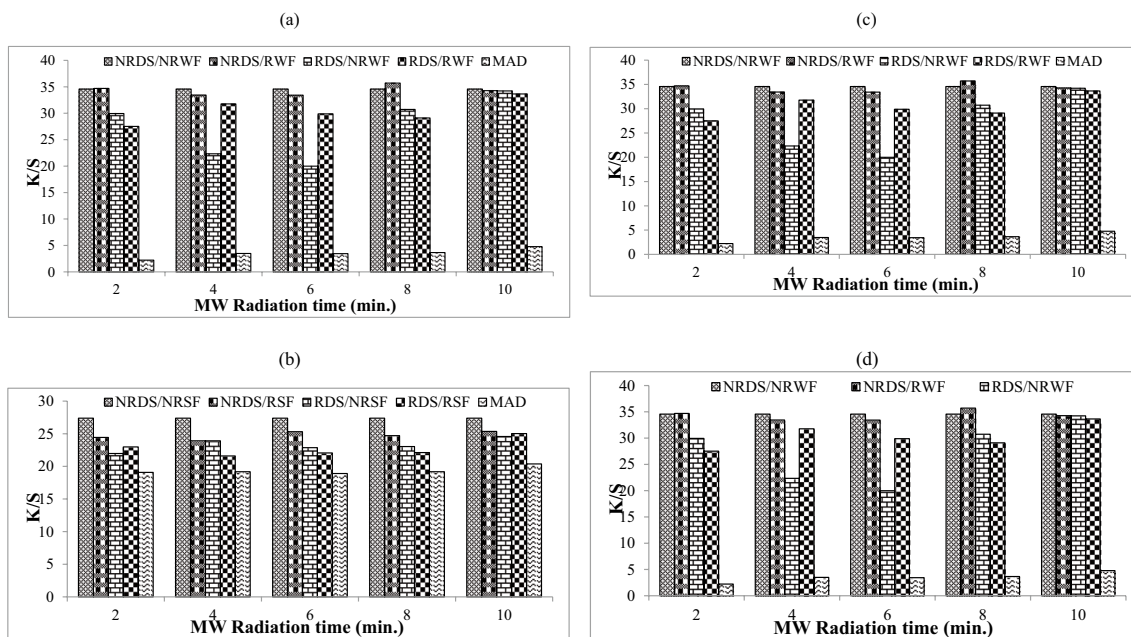 (a)
40
35
30
25
20
15
10
5
0
K/S
NRDS/NRWF NRDS/RWF RDS/NRWF RDS/RWF MAD
2 4 6 8 10
MW Radiation time (min.)
(b)
30
25
20
15
10
5
0
K/S
NRDS/NRSF NRDS/RSF RDS/NRSF RDS/RSF MAD
2 4 6 8 10
MW Radiation time (min.)
(c)
40
35
30
25
20
15
10
5
0
K/S
NRDS/NRWF NRDS/RWF RDS/NRWF RDS/RWF MAD
2 4 6 8 10
MW Radiation time (min.)
(d)
40
35
30
25
20
15
10
5
0
K/S
NRDS/NRWF NRDS/RWF RDS/NRWF
2 4 6 8 10
MW Radiation time (min.)